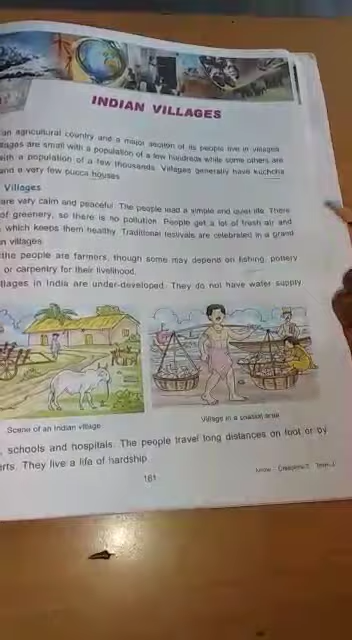 INDIAN VILLAGES
an agricultural country and a major section of its people live in villages
llages are small with a population of a few hundreds while some others are
with a population of a few thousands. Villages generally have kuchcha
and a very few pucca houses
Villages
are very calm and peaceful. The people lead a simple and quiet life. There
of greenery, so there is no pollution. People get a lot of fresh air and
which keeps them healthy. Traditional festivals are celebrated in a grand
n villages
the people are farmers, though some may depend on fishing, pottery
or carpentry for their livelihood.
llages in India are under-developed. They do not have water supply
Scene of an Indian village
Village in a coastal area
, schools and hospitals. The people travel long distances on foot or by
rts. They live a life of hardship
161